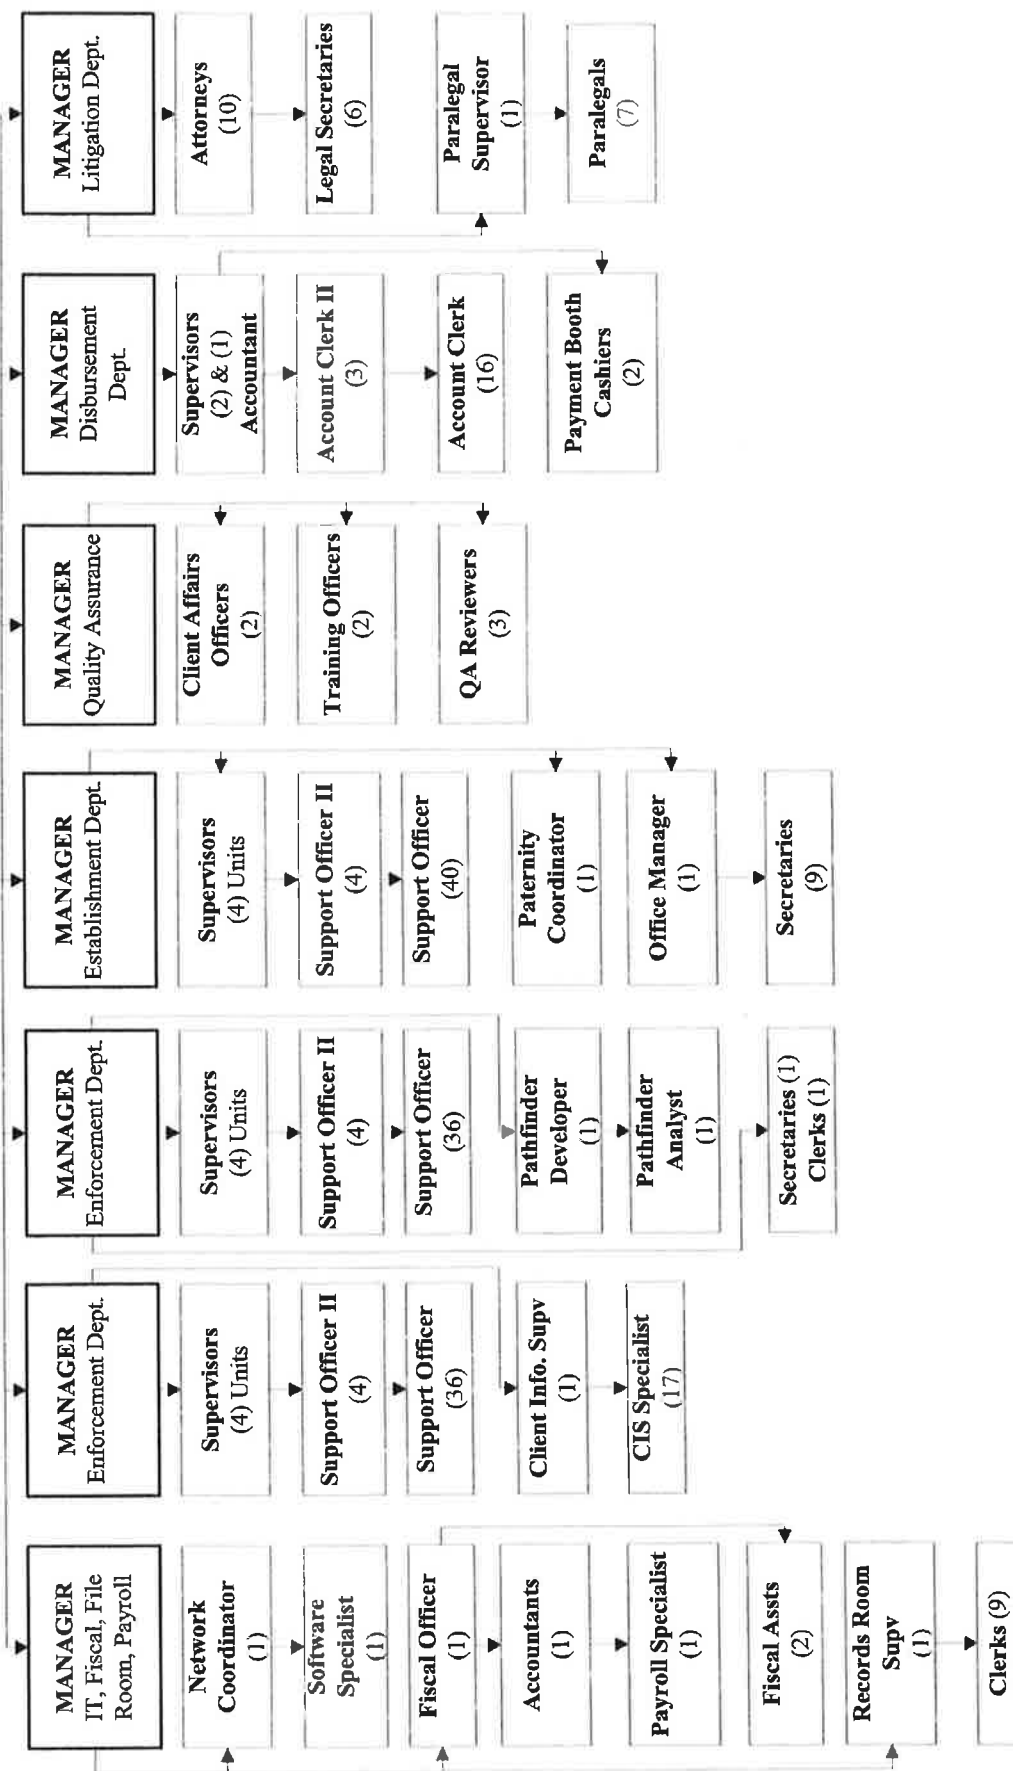 MANAGER
IT, Fiscal, File
Room, Payroll
Network
Coordinator
(1)
Software
Specialist
(1)
Fiscal Officer
(1)
Accountants
(1)
Payroll Specialist
(1)
Fiscal Assts
(2)
Records Room
Supv
(1)
Clerks (9)
MANAGER
Enforcement Dept.
Supervisors
(4) Units
Support Officer II
(4)
Support Officer
(36)
Client Info. Supv
(1)
CIS Specialist
(17)
MANAGER
Enforcement Dept.
Supervisors
(4) Units
Support Officer II
(4)
Support Officer
(36)
Pathfinder
Developer
(1)
Pathfinder
Analyst
(1)
Secretaries (1)
Clerks (1)
MANAGER
Establishment Dept.
Supervisors
(4) Units
Support Officer II
(4)
Support Officer
(40)
Paternity
Coordinator
(1)
Office Manager
(1)
Secretaries
(9)
MANAGER
Quality Assurance
Client Affairs
Officers
(2)
Training Officers
(2)
QA Reviewers
(3)
MANAGER
Disbursement
Dept.
Supervisors
(2) & (1)
Accountant
Account Clerk II
(3)
Account Clerk
(16)
Payment Booth
Cashiers
(2)
MANAGER
Litigation Dept.
Attorneys
(10)
Legal Secretaries
(6)
Paralegal
Supervisor
(1)
Paralegals
(7)